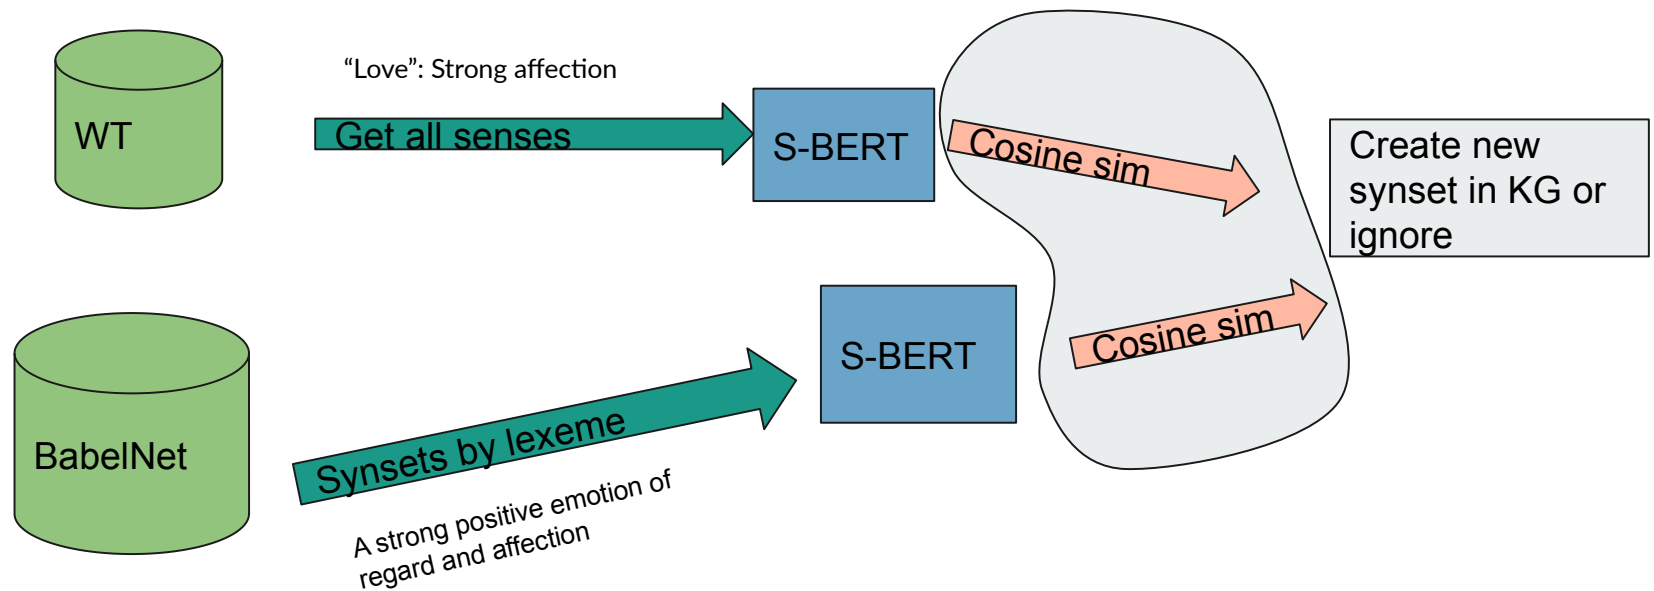 “Love”: Strong affection
WT
Get all senses
S-BERT
Cosine sim
Create new
synset in KG or
ignore
BabelNet
Synsets by lexeme
A strong positive emotion of
regard and affection
S-BERT
Cosine sim